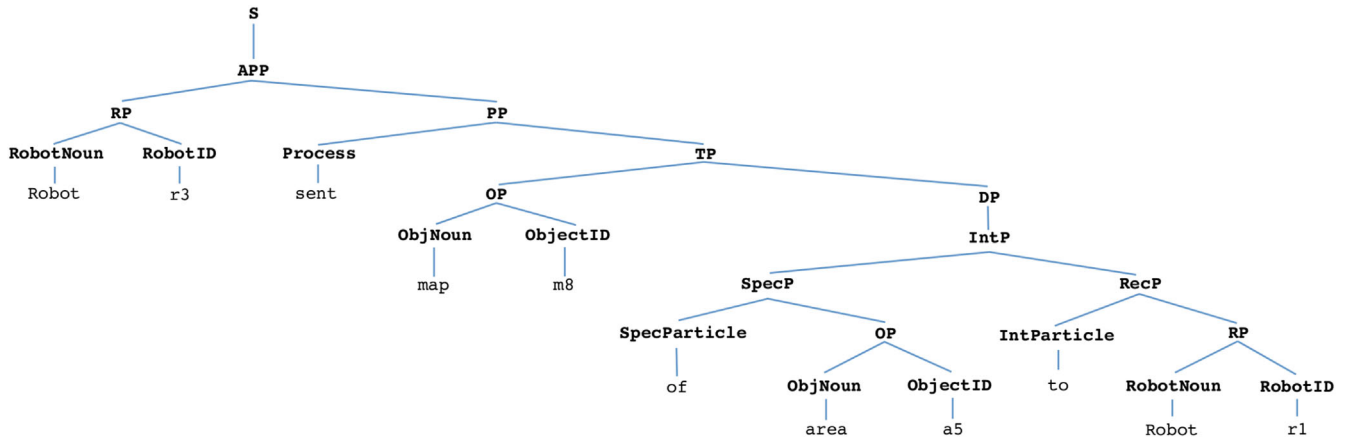 S
APP
RP PP
RobotNoun RobotID Process TP
Robot r3 sent OP DP
ObjNoun ObjectID IntP
map m8 SpecP RecP
SpecParticle OP IntParticle RP
of ObjNoun ObjectID to RobotNoun RobotID
area a5 Robot r1